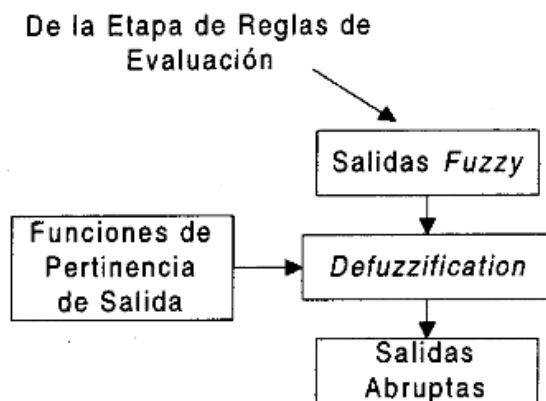 De la Etapa de Reglas de
Evaluación
Salidas Fuzzy
Funciones de
Pertinencia
de Salida
Defuzzification
Salidas
Abruptas